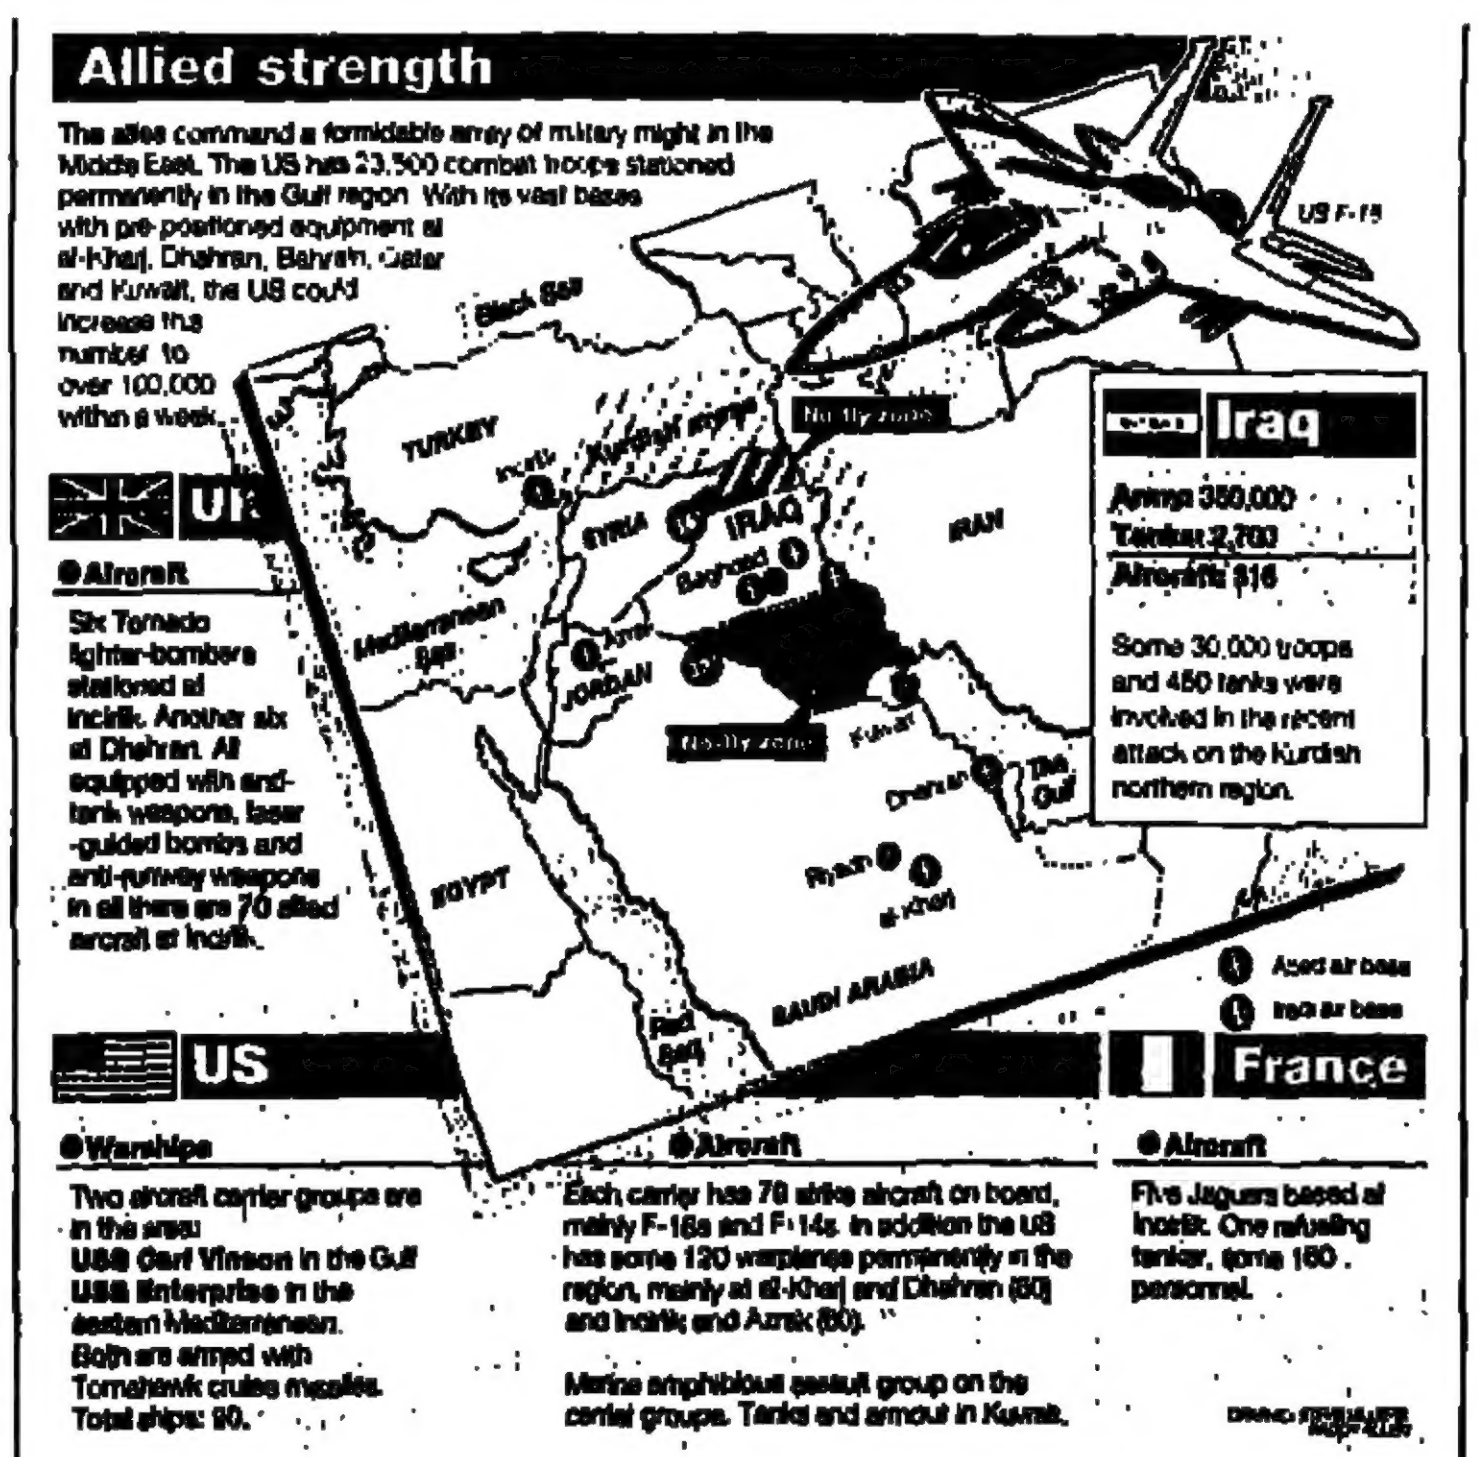 Allied strength
The allies command a formidable array of military might in the
Middle East. The US has 23,500 combat troops stationed
permanently in the Gulf region. With its vast bases
with pre-positioned equipment at
al-Kharj, Dhahran, Bahrain, Qatar
and Kuwait, the US could
increase this
number to
over 100,000
within a week.
US F-15
Black Sea
TURKEY
Incirlik
Kurdish
No-fly zone
SYRIA
IRAQ
Baghdad
IRAN
Mediterranean
Sea
JORDAN
No-fly zone
Kuwait
Dhahran
The
Gulf
Riyadh
al-Kharj
EGYPT
SAUDI ARABIA
Red
Sea
Allied air base
Iraqi air base
Iraq
Army: 350,000
Tanks: 2,700
Aircraft: 316
Some 30,000 troops
and 450 tanks were
involved in the recent
attack on the Kurdish
northern region.
UK
Aircraft
Six Tornado
fighter-bombers
stationed at
Incirlik. Another six
at Dhahran. All
equipped with anti-
tank weapons, laser
-guided bombs and
anti-runway weapons
In all there are 70 allied
aircraft at Incirlik.
US
Warships
Two aircraft carrier groups are
in the area:
USS Carl Vinson in the Gulf
USS Enterprise in the
eastern Mediterranean.
Both are armed with
Tomahawk cruise missiles.
Total ships:
Aircraft
Each carrier has 70 strike aircraft on board,
mainly and F-14s. In addition the US
has some 120 warplanes permanently in the
region, mainly at al-Kharj and Dhahran (60)
and Incirlik and Azrak (60).
Marine amphibious assault group on the
carrier groups. Tanks and armour in Kuwait.
France
Aircraft
Five Jaguars based at
Incirlik. One refueling
tanker, some
personnel.